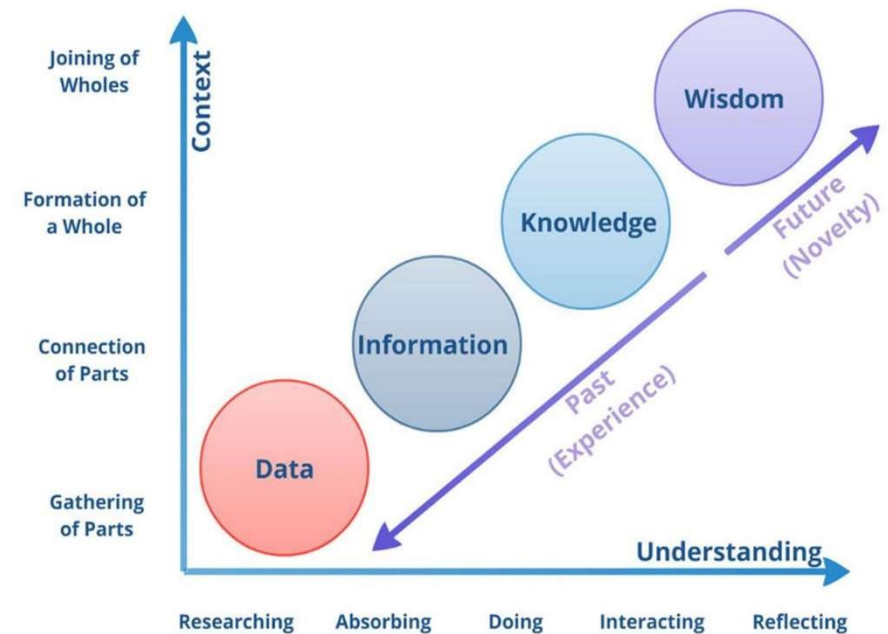 Joining of
Wholes
Context
Wisdom
Formation of
a Whole
Knowledge
Future
(Novelty)
Connection
of Parts
Information
Past
(Experience)
Data
Gathering
of Parts
Understanding
Researching
Absorbing
Doing
Interacting
Reflecting